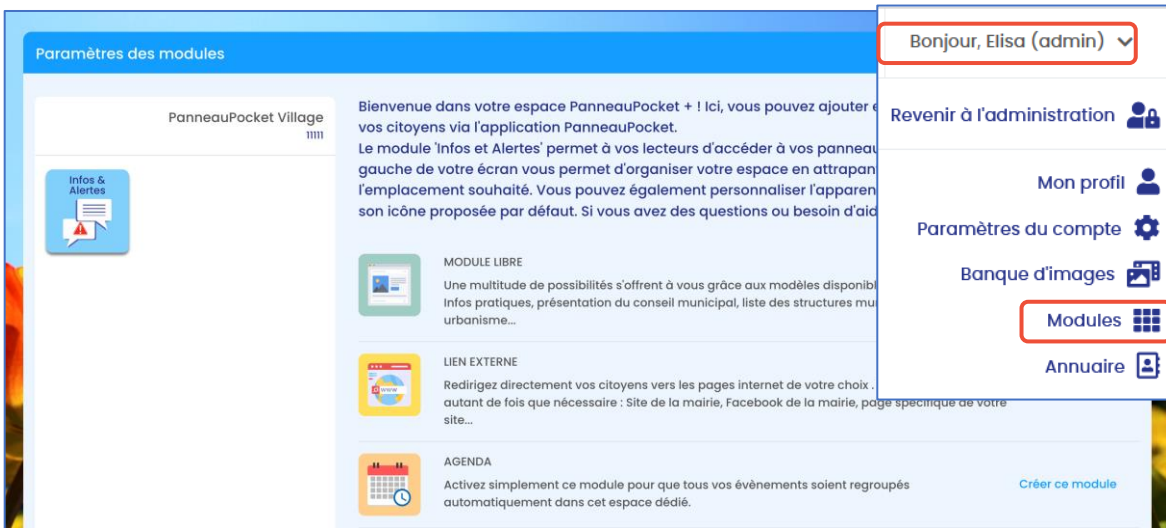 Paramètres des modules
PanneauPocket Village
11111
Infos &
Alertes
Bienvenue dans votre espace PanneauPocket + ! Ici, vous pouvez ajouter
vos citoyens via l'application PanneauPocket.
Le module 'Infos et Alertes' permet à vos lecteurs d'accéder à vos
gauche de votre écran vous permet d'organiser votre espace en
l'emplacement souhaité. Vous pouvez également personnaliser
son icône proposée par défaut. Si vous avez des questions ou besoin
MODULE LIBRE
Une multitude de possibilités s'offrent à vous grâce aux modèles
Infos pratiques, présentation du conseil municipal, liste des structures
urbanisme...
LIEN EXTERNE
Redirigez directement vos citoyens vers les pages internet de votre choix .
autant de fois que nécessaire : Site de la mairie, Facebook de la mairie, page spécifique de votre
site...
AGENDA
Activez simplement ce module pour que tous vos évènements soient regroupés
automatiquement dans cet espace dédié.
Créer ce module
Bonjour, Elisa (admin)
Revenir à l'administration
Mon profil
Paramètres du compte
Banque d'images
Modules
Annuaire